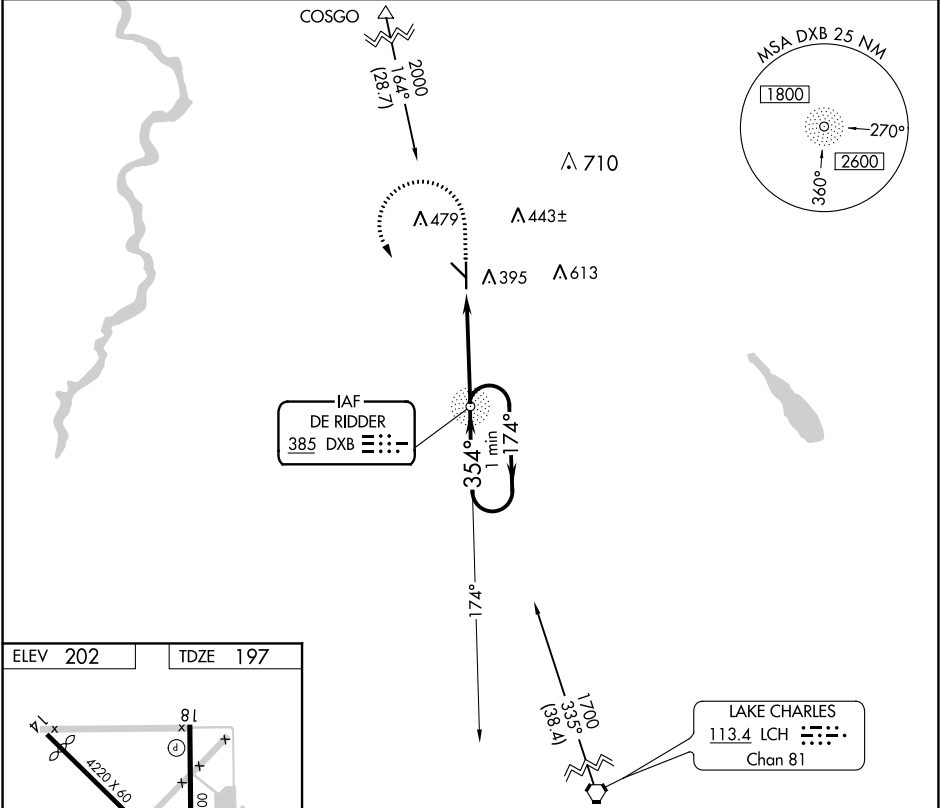 COSGO
2000
164°
(28.7)
MSA DXB 25 NM
1800
270°
2600
360°
710
479
443±
395
613
IAF
DE RIDDER
385 DXB
354°
1 min
174°
174°
1700
335°
(38.4)
LAKE CHARLES
113.4 LCH
Chan 81
ELEV 202
TDZE 197
14
18
P
4220 X 60
00